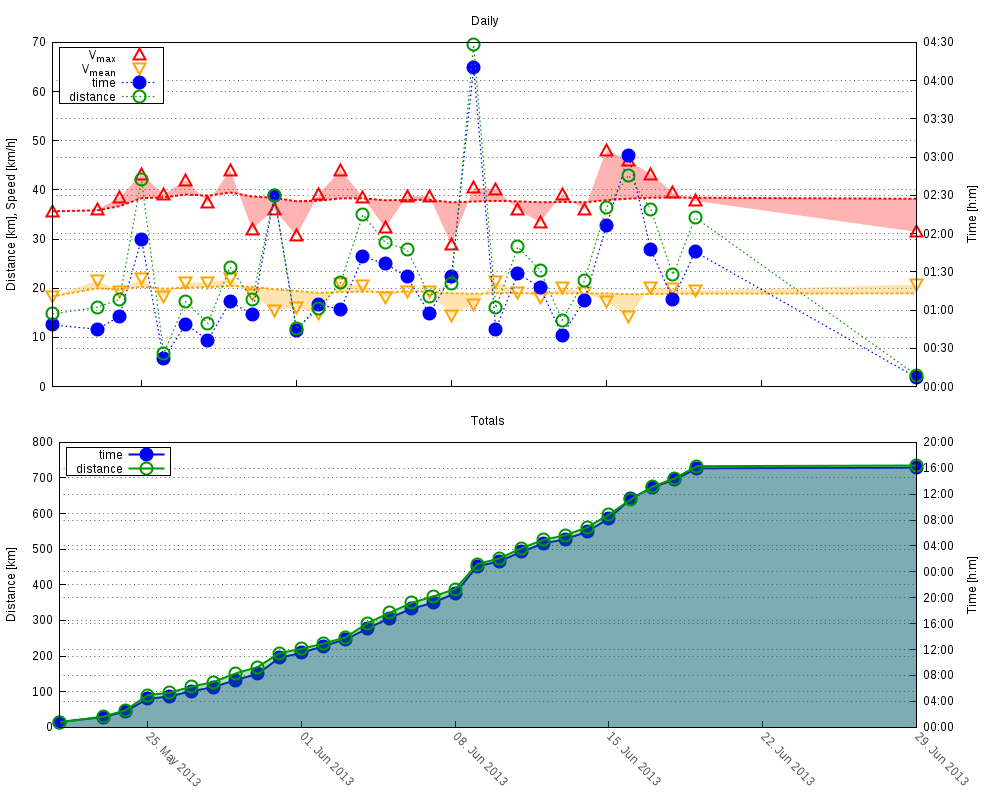 Daily
Distance [km], Speed [km/h]
70
60
50
40
30
20
10
0
Vmax
Vmean
time
distance
04:30
04:00
03:30
03:00
02:30
02:00
01:30
01:00
00:30
00:00
Time [h:m]
Totals
Distance [km]
800
700
600
500
400
300
200
100
0
time
distance
20:00
16:00
12:00
08:00
04:00
00:00
20:00
16:00
12:00
08:00
04:00
00:00
Time [h:m]
25. May 2013
01. Jun 2013
08. Jun 2013
15. Jun 2013
22. Jun 2013
29. Jun 2013